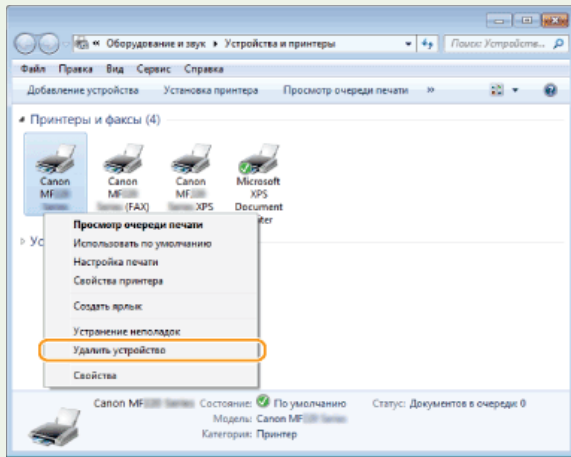 « Оборудование и звук ▸ Устройства и принтеры
Поиск: Устройств...
Файл Правка Вид Сервис Справка
Добавление устройства Установка принтера Просмотр очереди печати »
Принтеры и факсы (4)
Canon MF
Canon MF (FAX)
Canon MF XPS
Microsoft XPS Document
Ус
Просмотр очереди печати
Использовать по умолчанию
Настройка печати
Свойства принтера
Создать ярлык
Устранение неполадок
Удалить устройство
Свойства
Canon MF Состояние: По умолчанию Статус: Документов в очереди: 0
Модель: Canon MF
Категория: Принтер